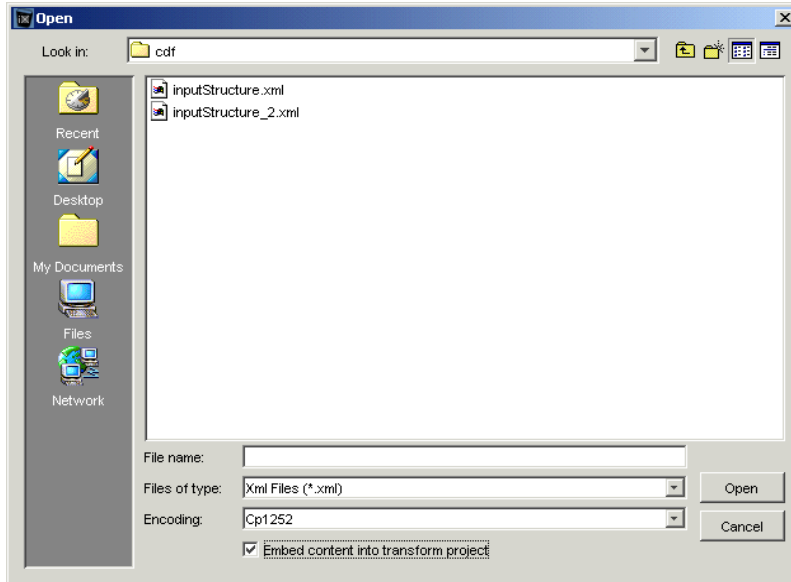 Open
Look in:
cdf
Recent
Desktop
My Documents
Files
Network
inputStructure.xml
inputStructure_2.xml
File name:
Files of type:
Xml Files (*.xml)
Open
Encoding:
Cp1252
Cancel
Embed content into transform project